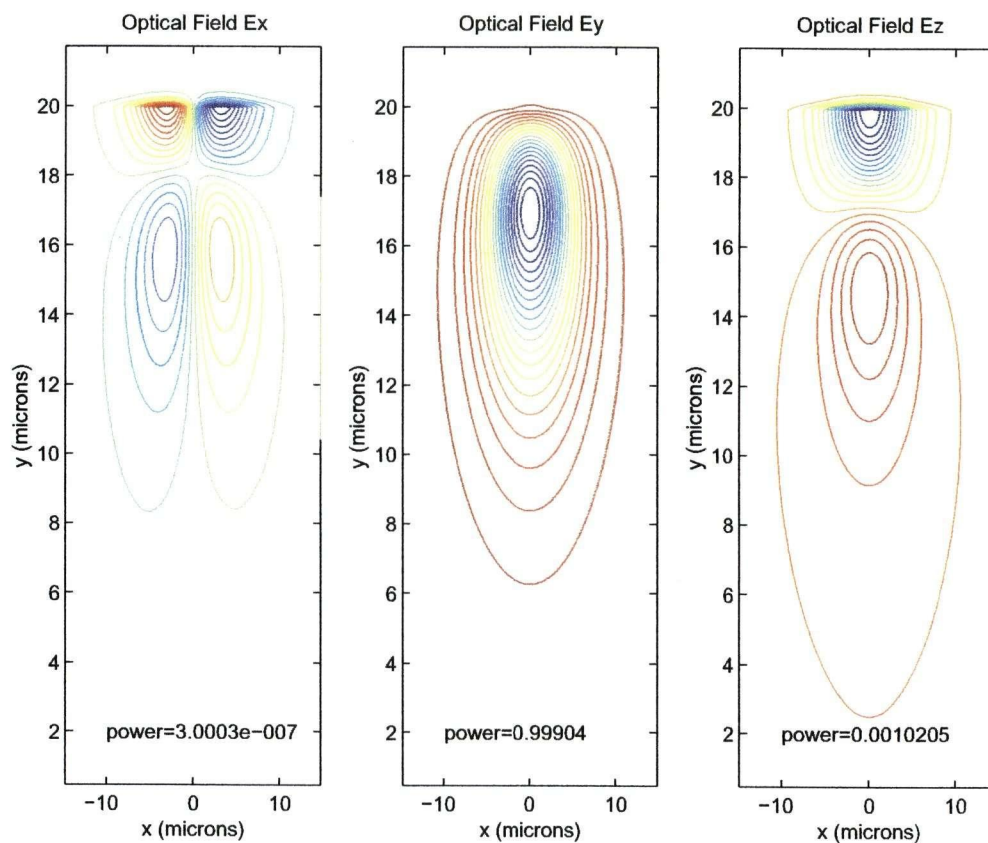 Optical Field Ex
20
18
16
14
12
10
8
6
4
2
y (microns)
power=3.0003e−007
−10 0 10
x (microns)
Optical Field Ey
20
18
16
14
12
10
8
6
4
2
y (microns)
power=0.99904
−10 0 10
x (microns)
Optical Field Ez
20
18
16
14
12
10
8
6
4
2
y (microns)
power=0.0010205
−10 0 10
x (microns)